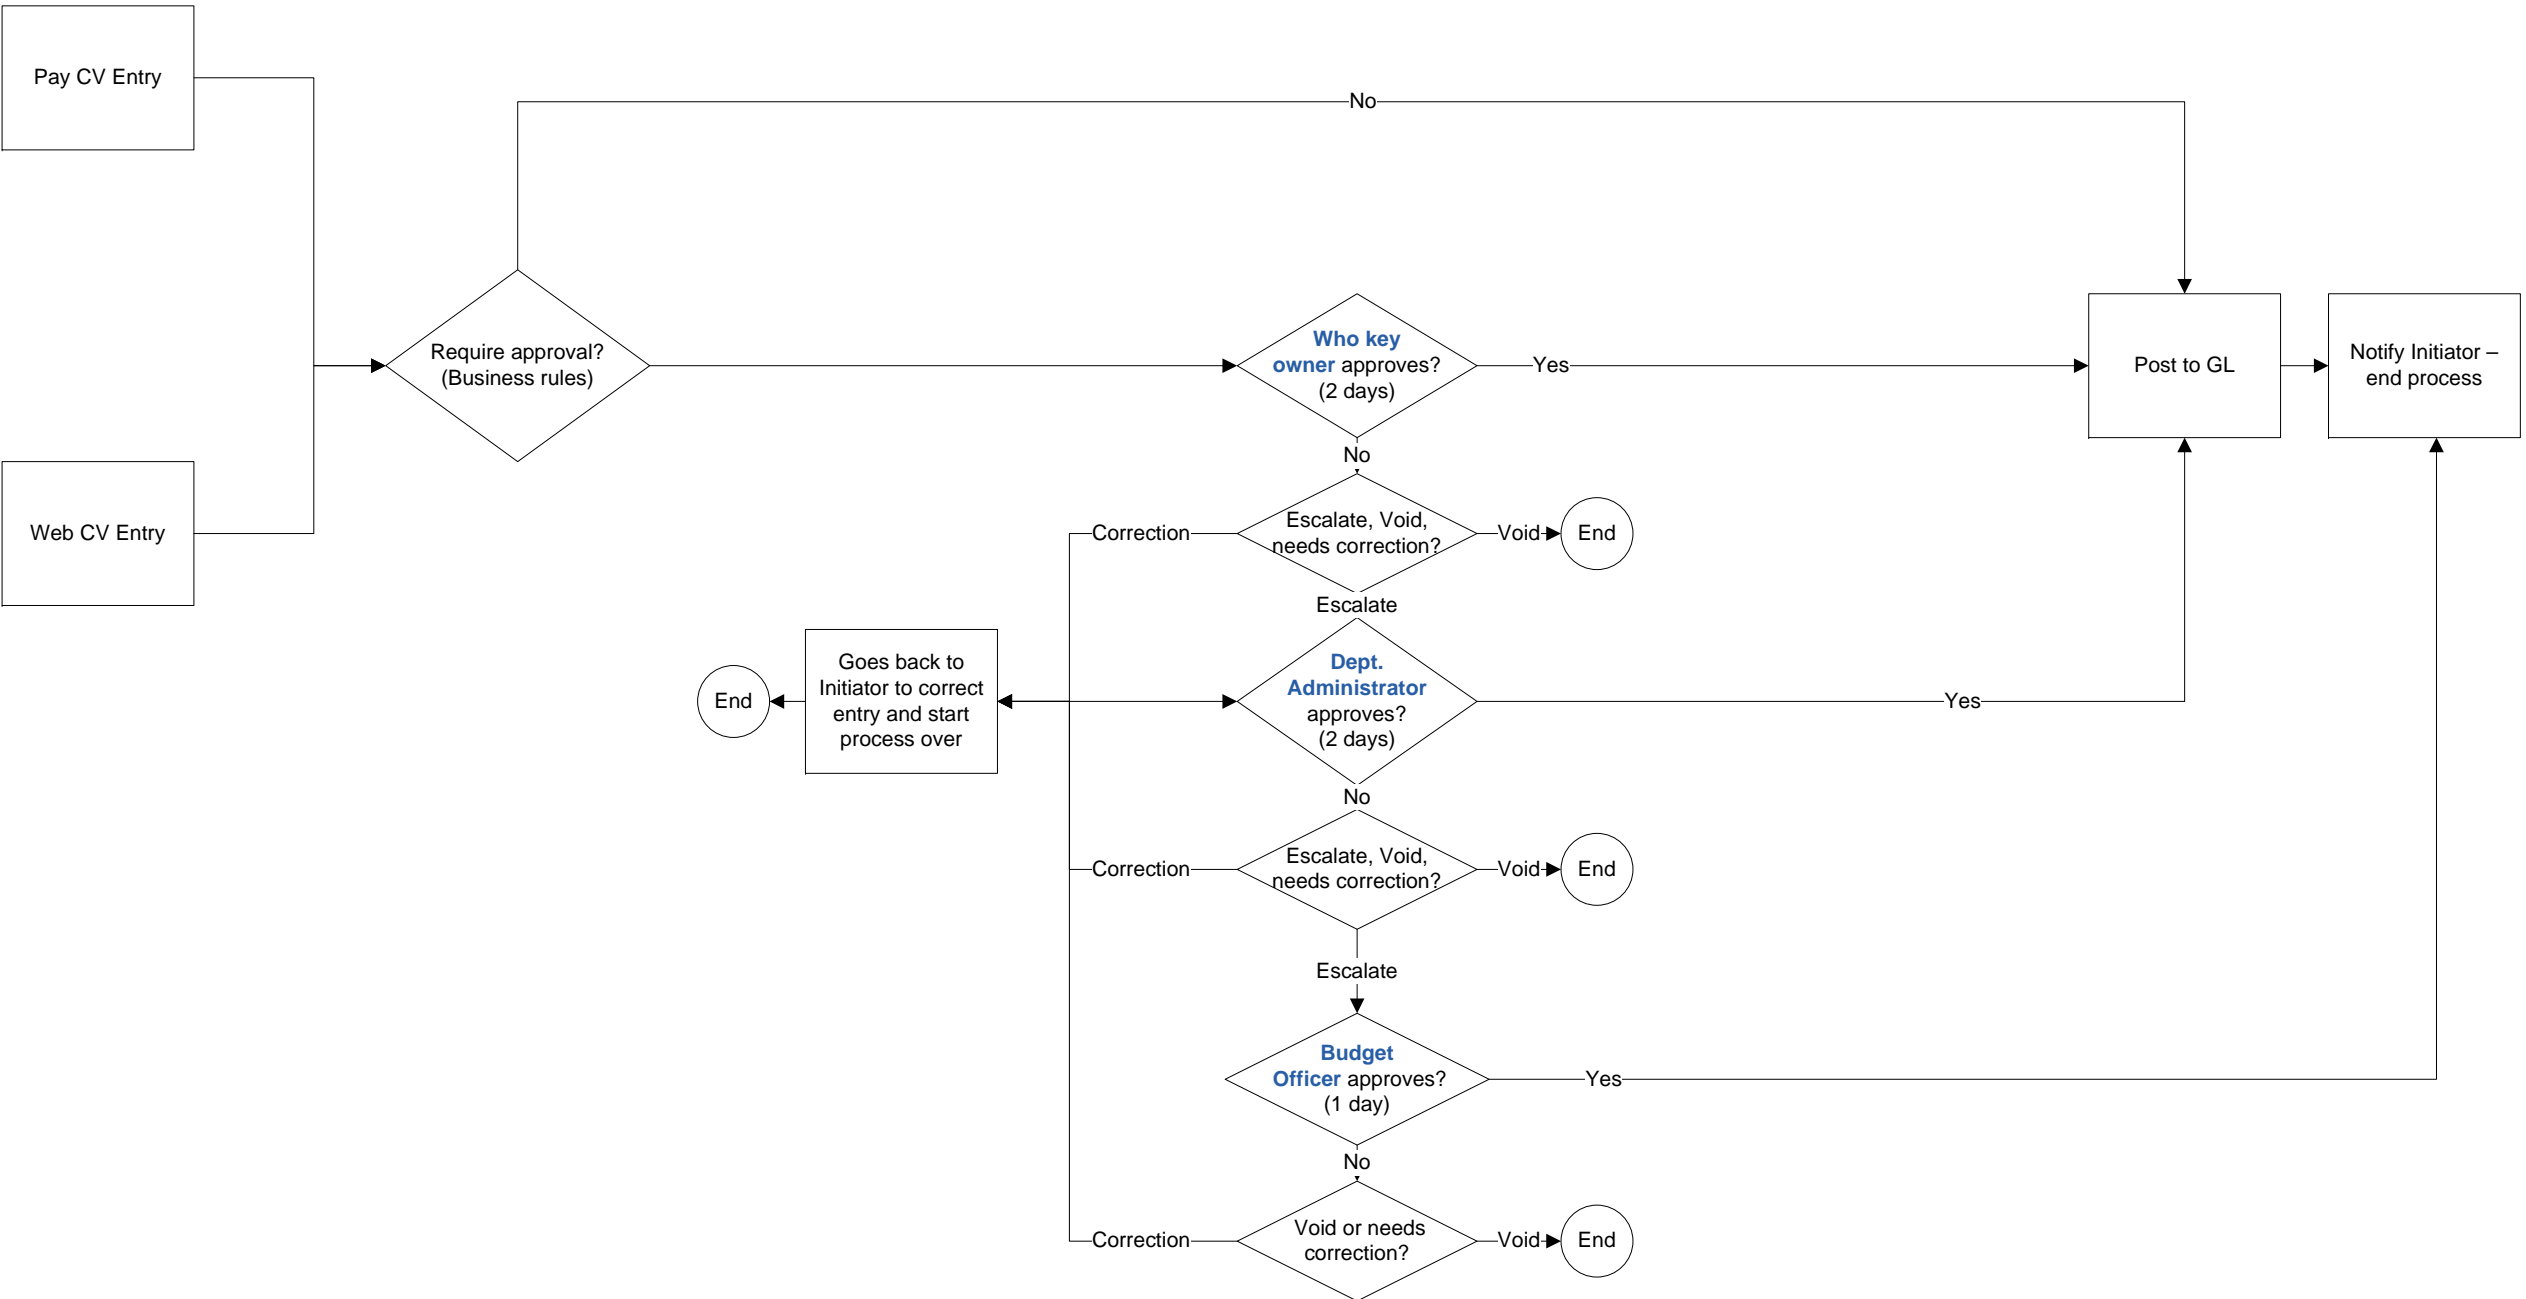 Pay CV Entry
No
Require approval?
(Business rules)
Who key
owner approves?
(2 days)
Yes
Post to GL
Notify Initiator –
end process
No
Web CV Entry
Correction
Escalate, Void,
needs correction?
Void
End
Escalate
End
Goes back to
Initiator to correct
entry and start
process over
Dept.
Administrator
approves?
(2 days)
Yes
No
Correction
Escalate, Void,
needs correction?
Void
End
Escalate
Budget
Officer approves?
(1 day)
Yes
No
Correction
Void or needs
correction?
Void
End